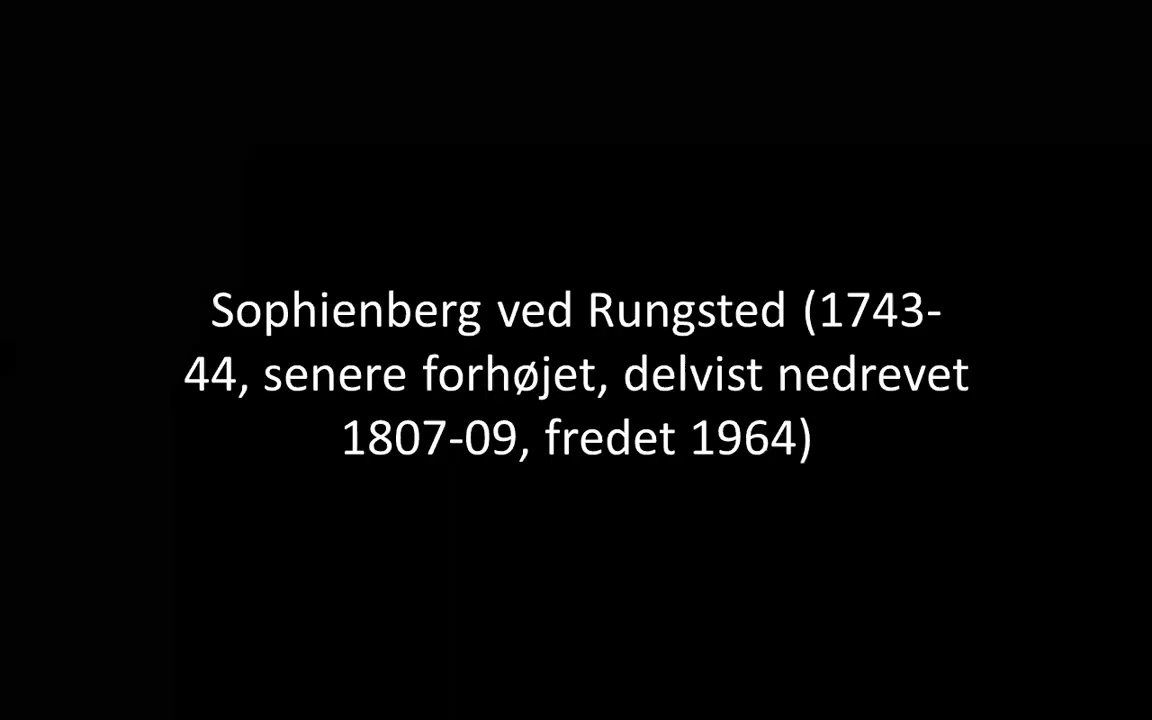 Sophienberg ved Rungsted (1743-
44, senere forhøjet, delvist nedrevet
1807-09, fredet 1964)